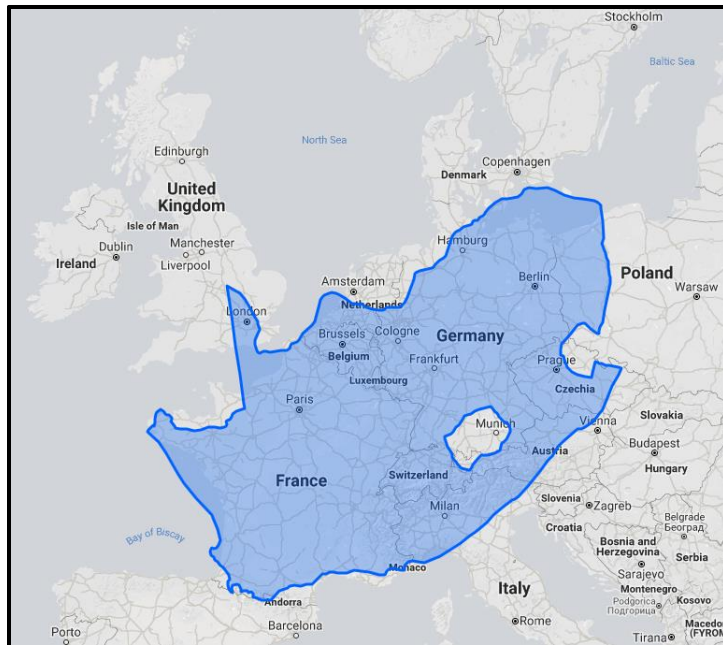 Stockholm
Baltic Sea
North Sea
Edinburgh
Copenhagen
Denmark
United
Kingdom
Isle of Man
Dublin
Manchester
Ireland
Liverpool
Hamburg
Amsterdam
Netherlands
Berlin
Poland
Warsaw
London
Brussels
Cologne
Germany
Belgium
Frankfurt
Luxembourg
Prague
Czechia
Paris
Slovakia
Munich
Vienna
Austria
Budapest
Hungary
France
Switzerland
Milan
Slovenia
Zagreb
Croatia
Belgrade
Београд
Bay of Biscay
Bosnia and
Herzegovina
Serbia
Monaco
Sarajevo
Italy
Montenegro
Podgorica
Подгорица
Kosovo
Andorra
Barcelona
Rome
Porto
Macedo
(FYROM
Tirana